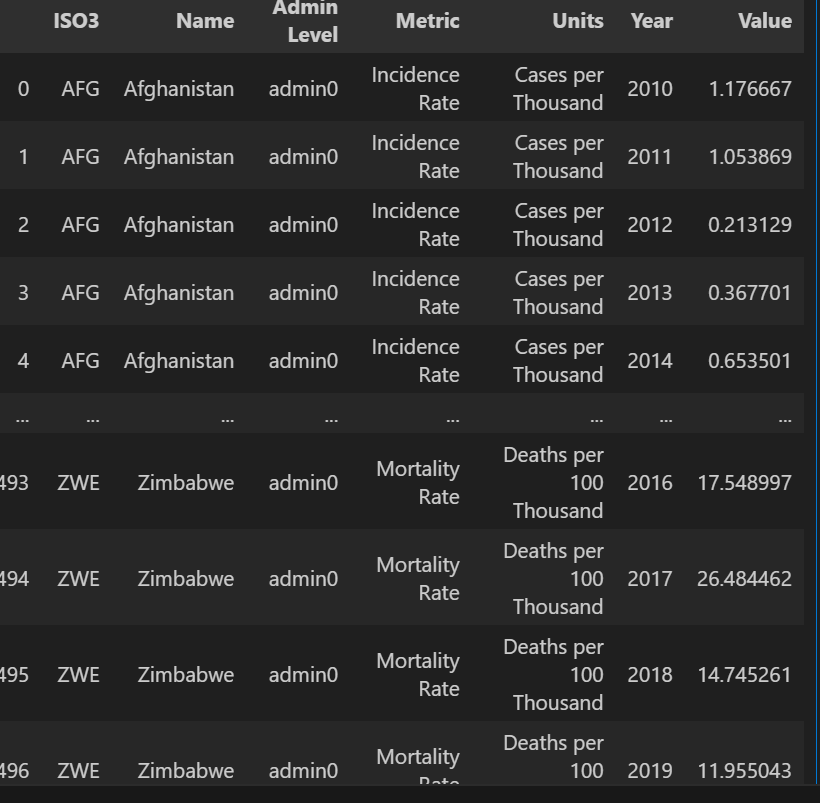 ISO3 Name Admin Level Metric Units Year Value
0 AFG Afghanistan admin0 Incidence Rate Cases per Thousand 2010 1.176667
1 AFG Afghanistan admin0 Incidence Rate Cases per Thousand 2011 1.053869
2 AFG Afghanistan admin0 Incidence Rate Cases per Thousand 2012 0.213129
3 AFG Afghanistan admin0 Incidence Rate Cases per Thousand 2013 0.367701
4 AFG Afghanistan admin0 Incidence Rate Cases per Thousand 2014 0.653501
... ... ... ... ... ... ... ...
493 ZWE Zimbabwe admin0 Mortality Rate Deaths per 100 Thousand 2016 17.548997
494 ZWE Zimbabwe admin0 Mortality Rate Deaths per 100 Thousand 2017 26.484462
495 ZWE Zimbabwe admin0 Mortality Rate Deaths per 100 Thousand 2018 14.745261
496 ZWE Zimbabwe admin0 Mortality Rate Deaths per 100 2019 11.955043